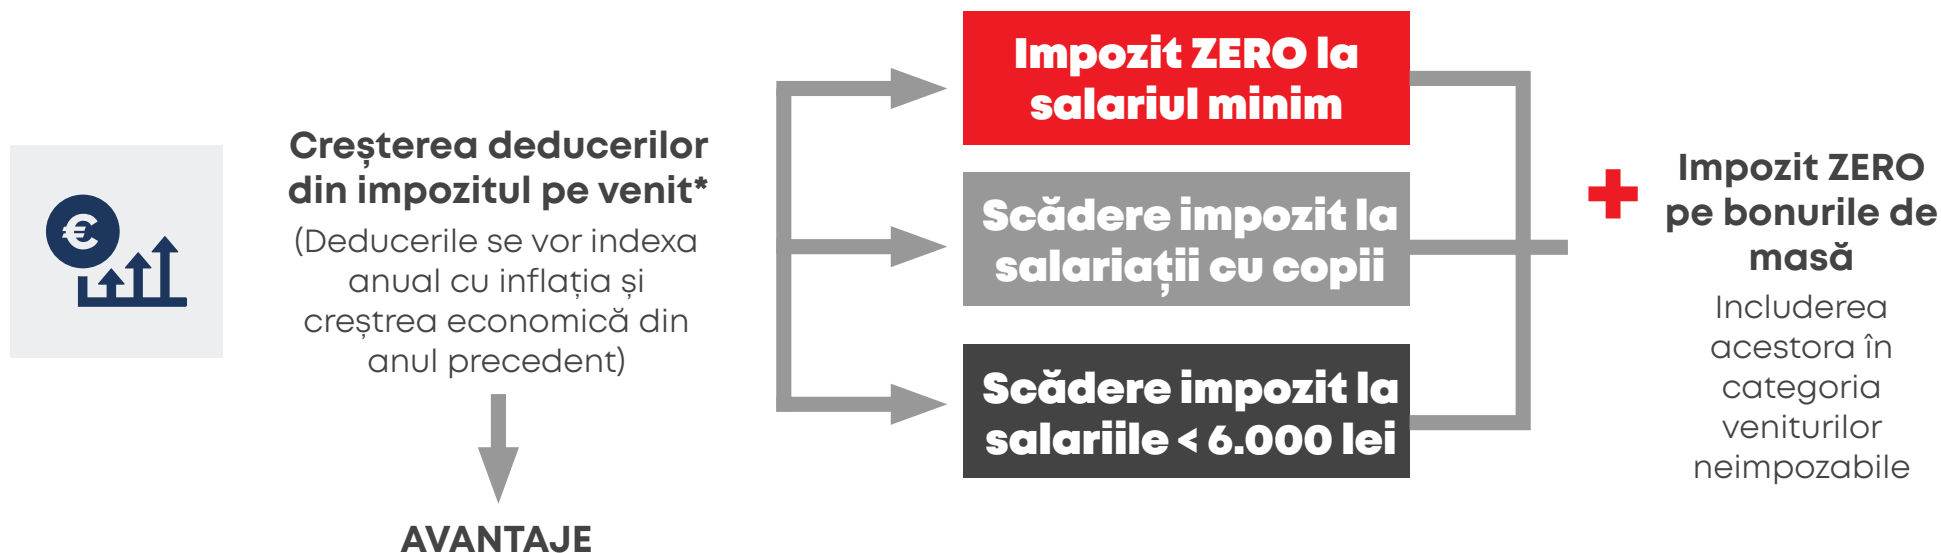 Creșterea deducerilor
din impozitul pe venit*
(Deducerile se vor indexa
anual cu inflația și
creștrea economică din
anul precedent)
AVANTAJE
Impozit ZERO la
salariul minim
Scădere impozit la
salariații cu copii
Scădere impozit la
salariile < 6.000 lei
Impozit ZERO
pe bonurile de
masă
Includerea
acestora în
categoria
veniturilor
neimpozabile